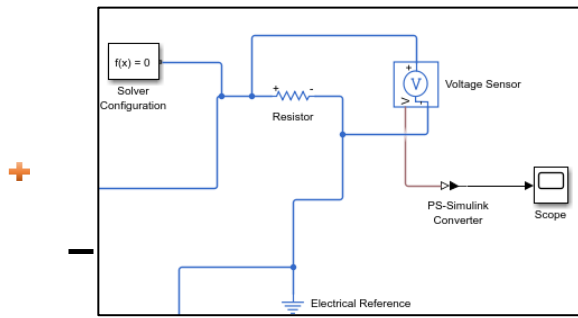 f(x) = 0
Solver
Configuration
+
-
Resistor
+
V
-
V
Voltage Sensor
PS-Simulink
Converter
Scope
Electrical Reference
+
-